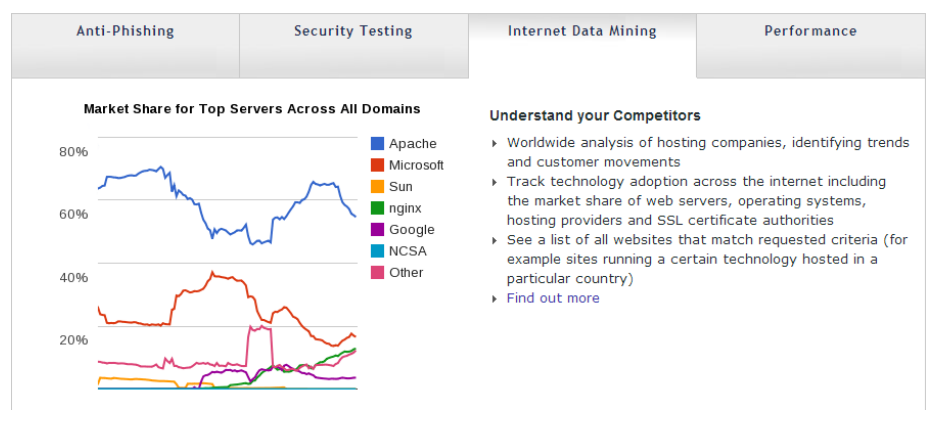 Anti-Phishing
Security Testing
Internet Data Mining
Performance
Market Share for Top Servers Across All Domains
80%
60%
40%
20%
Apache
Microsoft
Sun
nginx
Google
NCSA
Other
Understand your Competitors
Worldwide analysis of hosting companies, identifying trends
and customer movements
Track technology adoption across the internet including
the market share of web servers, operating systems,
hosting providers and SSL certificate authorities
See a list of all websites that match requested criteria (for
example sites running a certain technology hosted in a
particular country)
Find out more